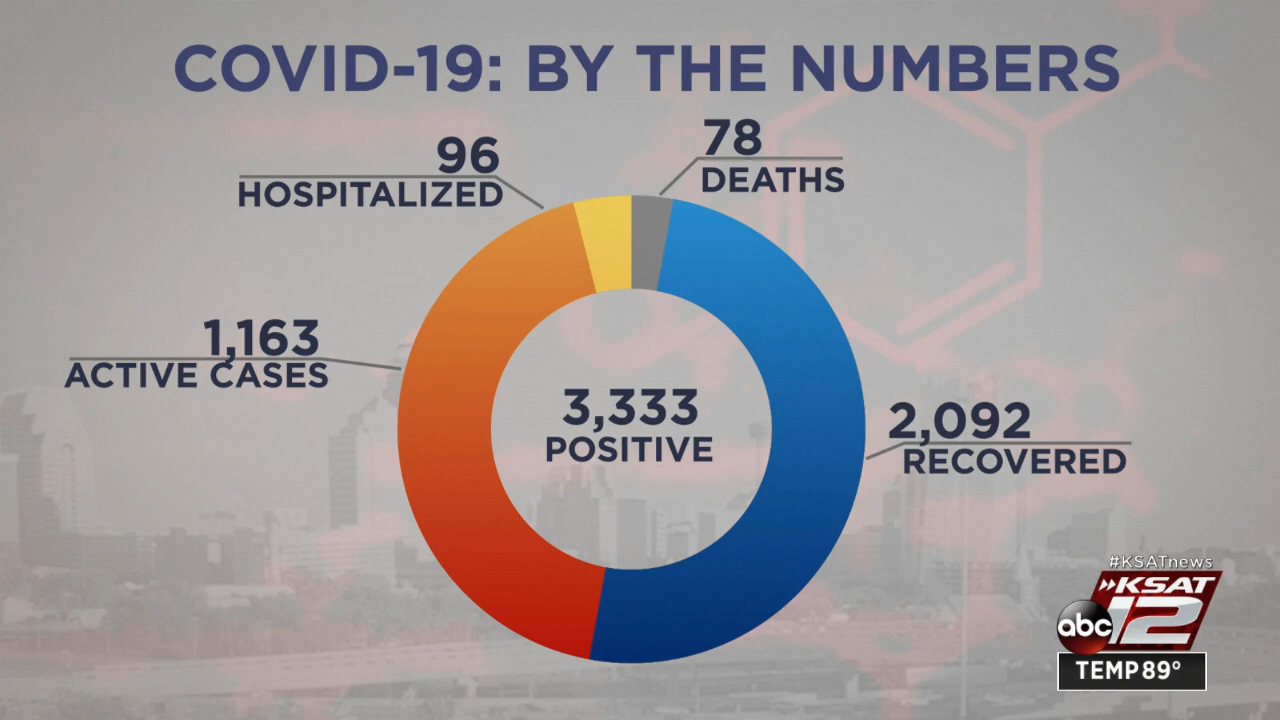 COVID-19: BY THE NUMBERS
96
HOSPITALIZED
78
DEATHS
1,163
ACTIVE CASES
3,333
POSITIVE
2,092
RECOVERED
#KSATnews
KSAT
abc 12
TEMP 89°